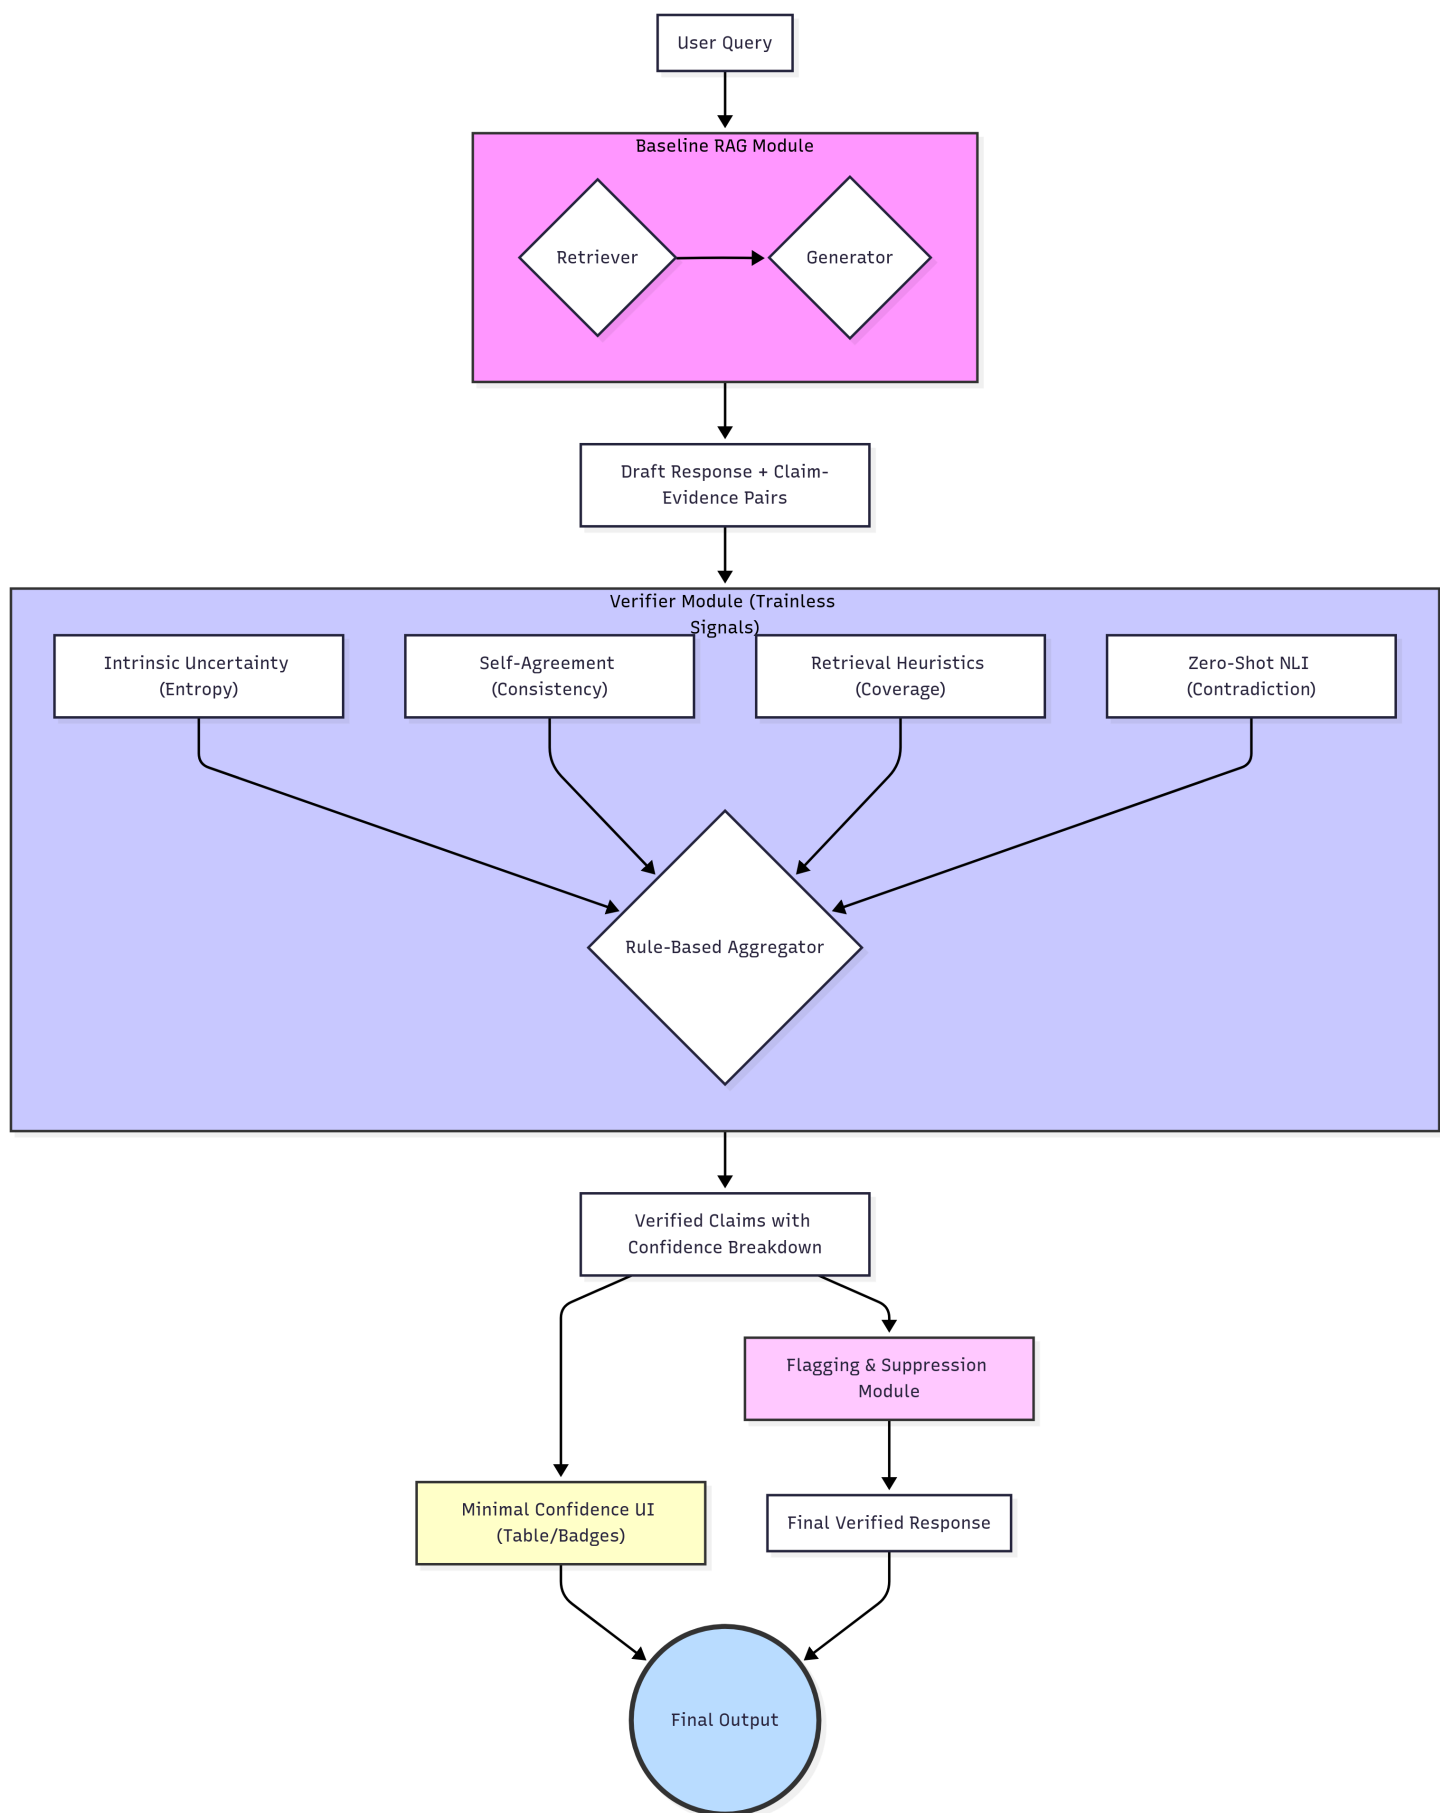 User Query
Baseline RAG Module
Retriever
Generator
Draft Response + Claim-
Evidence Pairs
Verifier Module (Trainless
Signals)
Intrinsic Uncertainty
(Entropy)
Self-Agreement
(Consistency)
Retrieval Heuristics
(Coverage)
Zero-Shot NLI
(Contradiction)
Rule-Based Aggregator
Verified Claims with
Confidence Breakdown
Flagging & Suppression
Module
Minimal Confidence UI
(Table/Badges)
Final Verified Response
Final Output